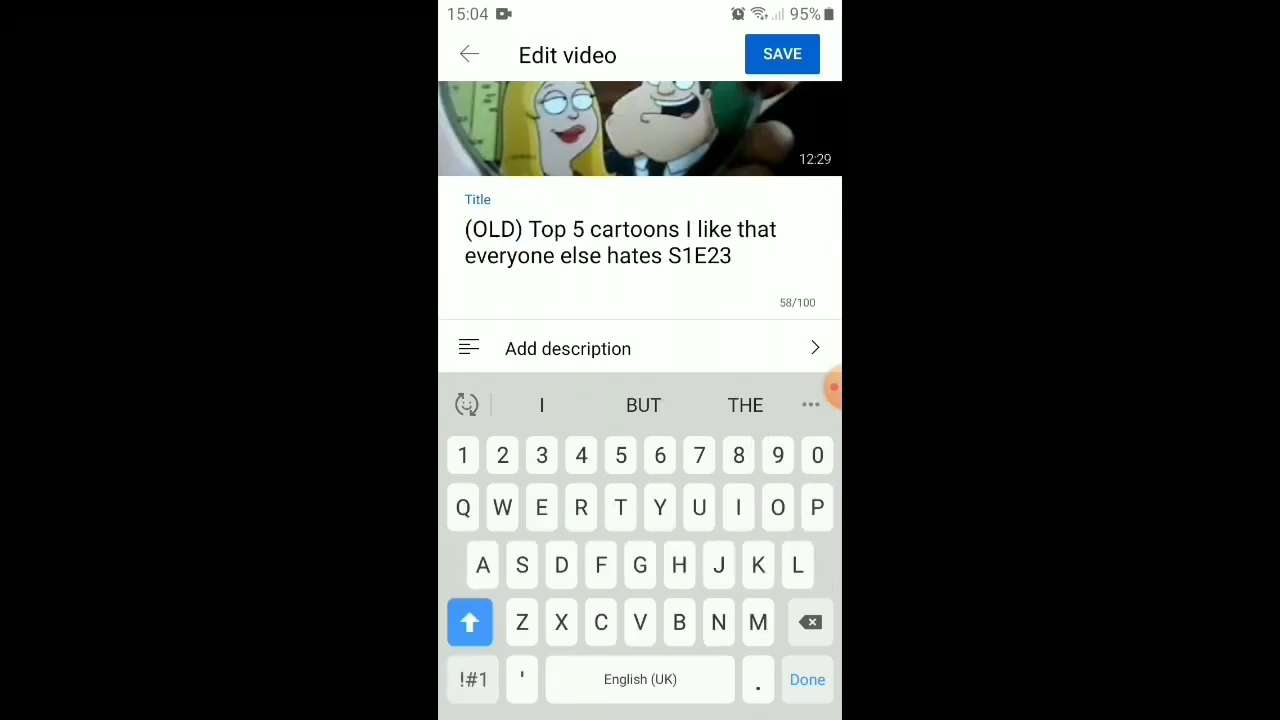 15:04 95%
Edit video SAVE
12:29
Title
(OLD) Top 5 cartoons I like that
everyone else hates S1E23
58/100
Add description
I BUT THE
1 2 3 4 5 6 7 8 9 0
Q W E R T Y U I O P
A S D F G H J K L
Z X C V B N M
!#1 ' English (UK) . Done